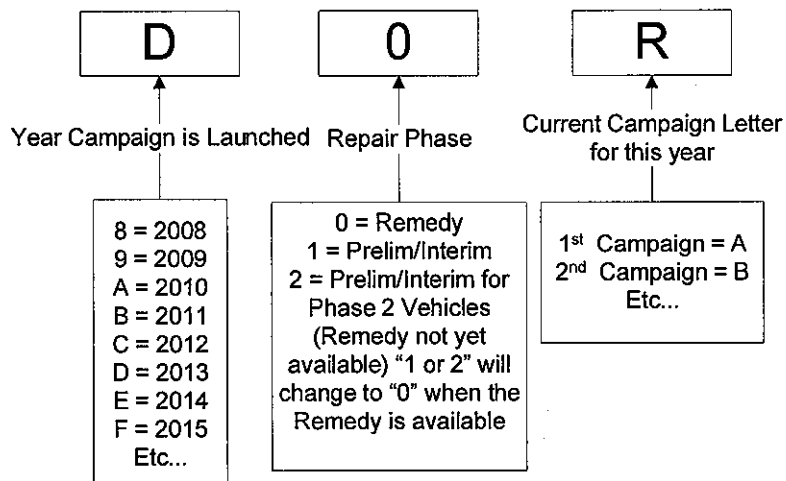 D
0
R
Year Campaign is Launched
Repair Phase
Current Campaign Letter
for this year
8 = 2008
9 = 2009
A = 2010
B = 2011
C = 2012
D = 2013
E = 2014
F = 2015
Etc...
0 = Remedy
1 = Prelim/Interim
2 = Prelim/Interim for
Phase 2 Vehicles
(Remedy not yet
available) “1 or 2” will
change to “0” when the
Remedy is available
1st Campaign = A
2nd Campaign = B
Etc...